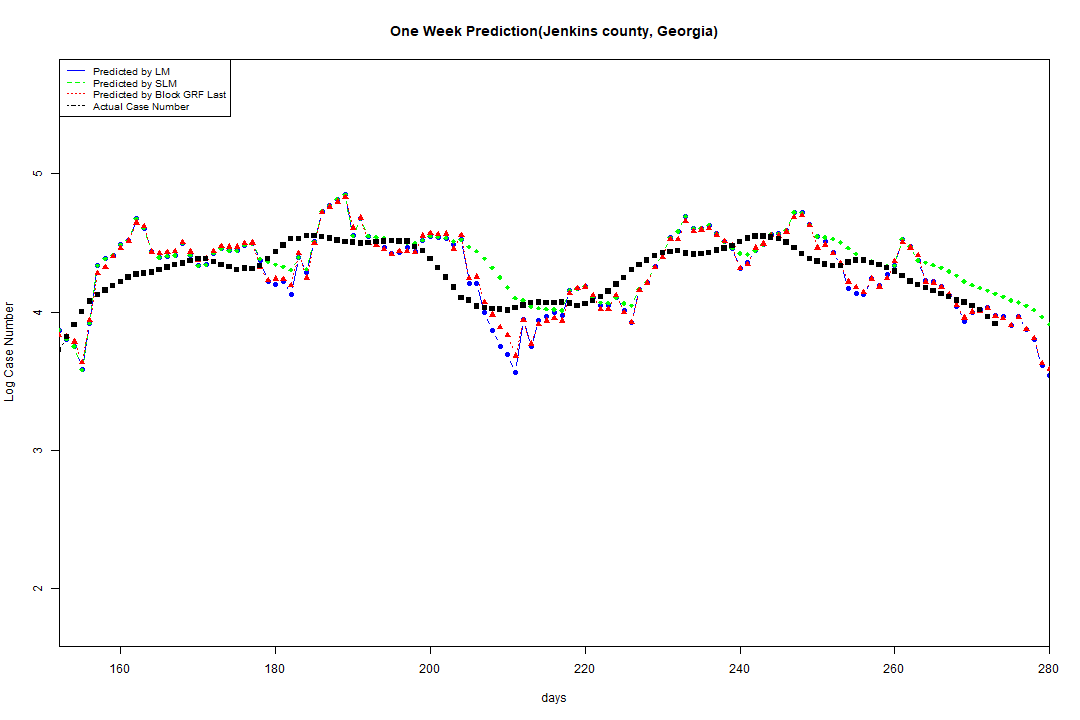 One Week Prediction(Jenkins county, Georgia)
Predicted by LM
Predicted by SLM
Predicted by Block GRF Last
Actual Case Number
5
4
3
2
Log Case Number
160 180 200 220 240 260 280
days